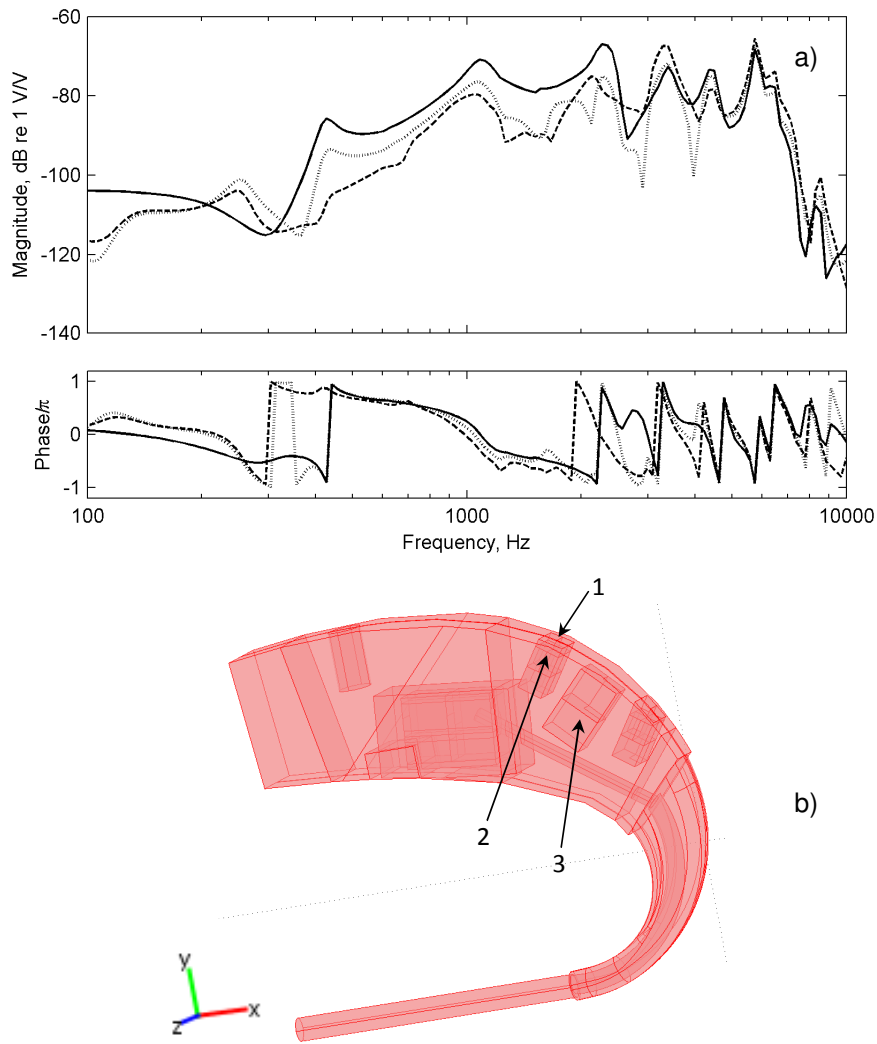 -60
-80
-100
-120
-140
Magnitude, dB re 1 V/V
a)
1
0
-1
Phase/π
100
1000
10000
Frequency, Hz
1
2
3
b)
y
x
z